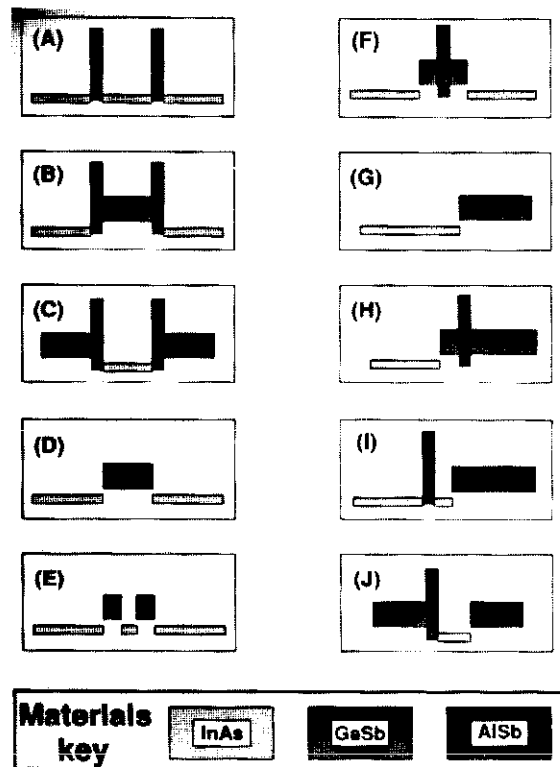 (A)
(B)
(C)
(D)
(E)
(F)
(G)
(H)
(I)
(J)
Materials key
InAs
GaSb
AlSb